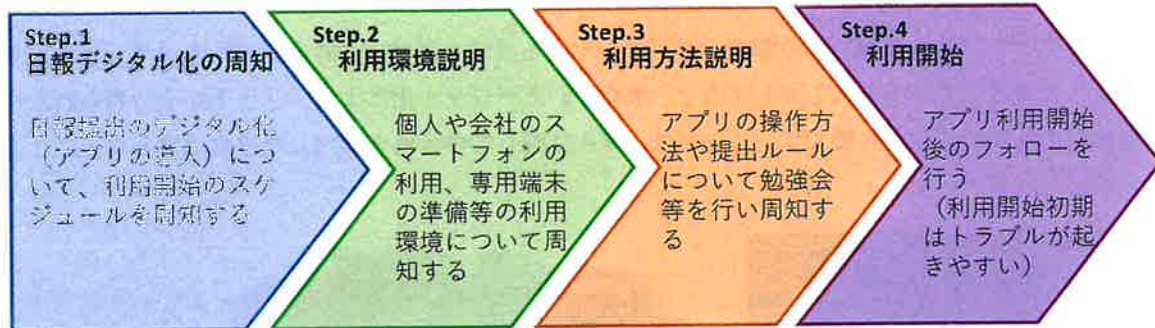 Step.1
日報デジタル化の周知
日報提出のデジタル化
（アプリの導入）につ
いて、利用開始のスケ
ジュールを周知する
Step.2
利用環境説明
個人や会社のス
マートフォンの
利用、専用端末
の準備等の利用
環境について周
知する
Step.3
利用方法説明
アプリの操作方
法や提出ルール
について勉強会
等を行い周知す
る
Step.4
利用開始
アプリ利用開始
後のフォローを
行う
（利用開始初期
はトラブルが起
きやすい）